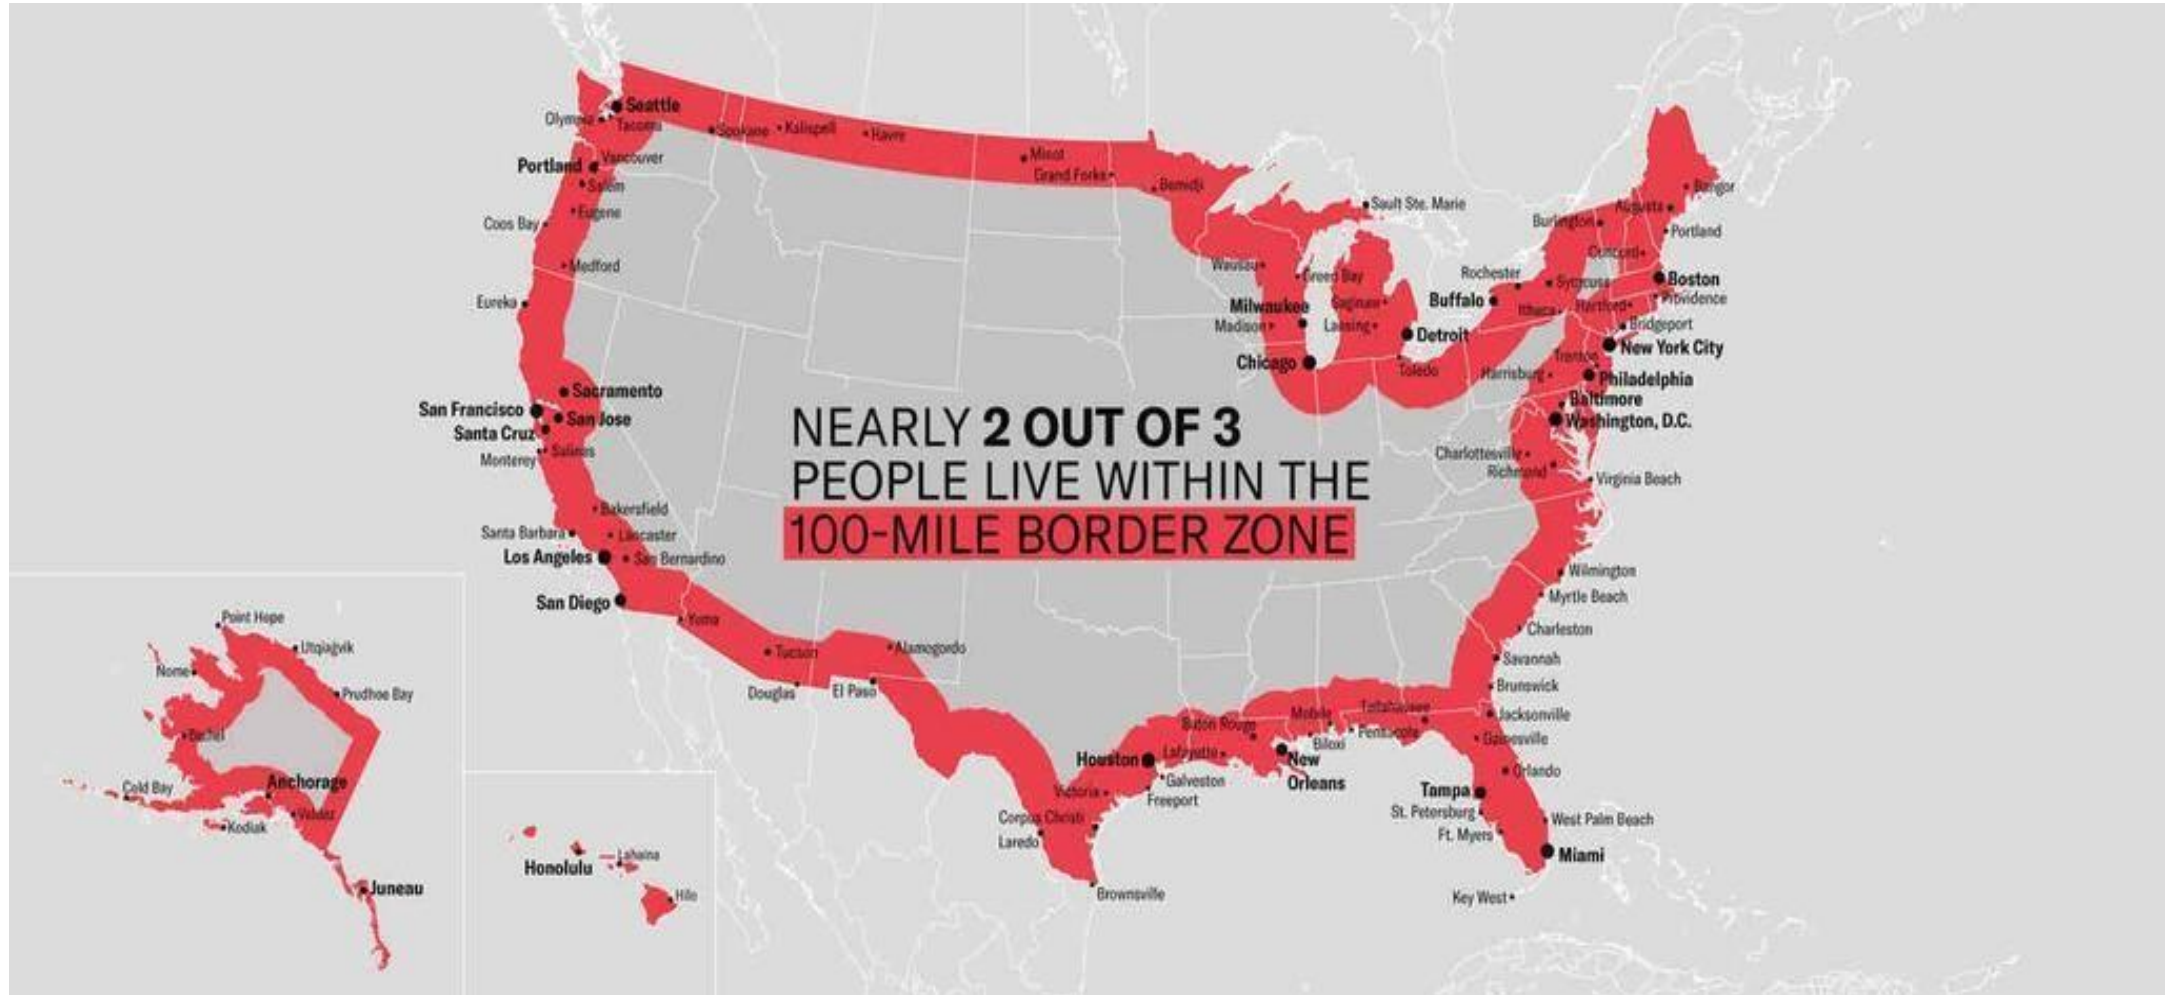 Seattle
Olympia
Tacoma
Spokane
Kalispell
Havre
Vancouver
Portland
Salem
Minot
Grand Forks
Bemidji
Eugene
Coos Bay
Medford
Eureka
Sault Ste. Marie
Bangor
Augusta
Burlington
Portland
Concord
Wausau
Green Bay
Rochester
Syracuse
Boston
Milwaukee
Saginaw
Buffalo
Ithaca
Hartford
Providence
Madison
Lansing
Detroit
Bridgeport
New York City
Chicago
Toledo
Trenton
Harrisburg
Philadelphia
Baltimore
Washington, D.C.
Sacramento
San Francisco
San Jose
Santa Cruz
Monterey
Salinas
NEARLY 2 OUT OF 3
PEOPLE LIVE WITHIN THE
100-MILE BORDER ZONE
Charlottesville
Richmond
Virginia Beach
Bakersfield
Santa Barbara
Lancaster
Los Angeles
San Bernardino
San Diego
Yuma
Wilmington
Myrtle Beach
Charleston
Savannah
Brunswick
Jacksonville
Gainesville
Orlando
Tucson
Alamogordo
Douglas
El Paso
Baton Rouge
Mobile
Tallahassee
Pensacola
Biloxi
Houston
Lafayette
New
Orleans
Galveston
Victoria
Freeport
Corpus Christi
Laredo
Brownsville
Tampa
St. Petersburg
Ft. Myers
West Palm Beach
Miami
Key West
Point Hope
Utqiaġvik
Nome
Prudhoe Bay
Bethel
Anchorage
Cold Bay
Valdez
Kodiak
Juneau
Honolulu
Lahaina
Hilo